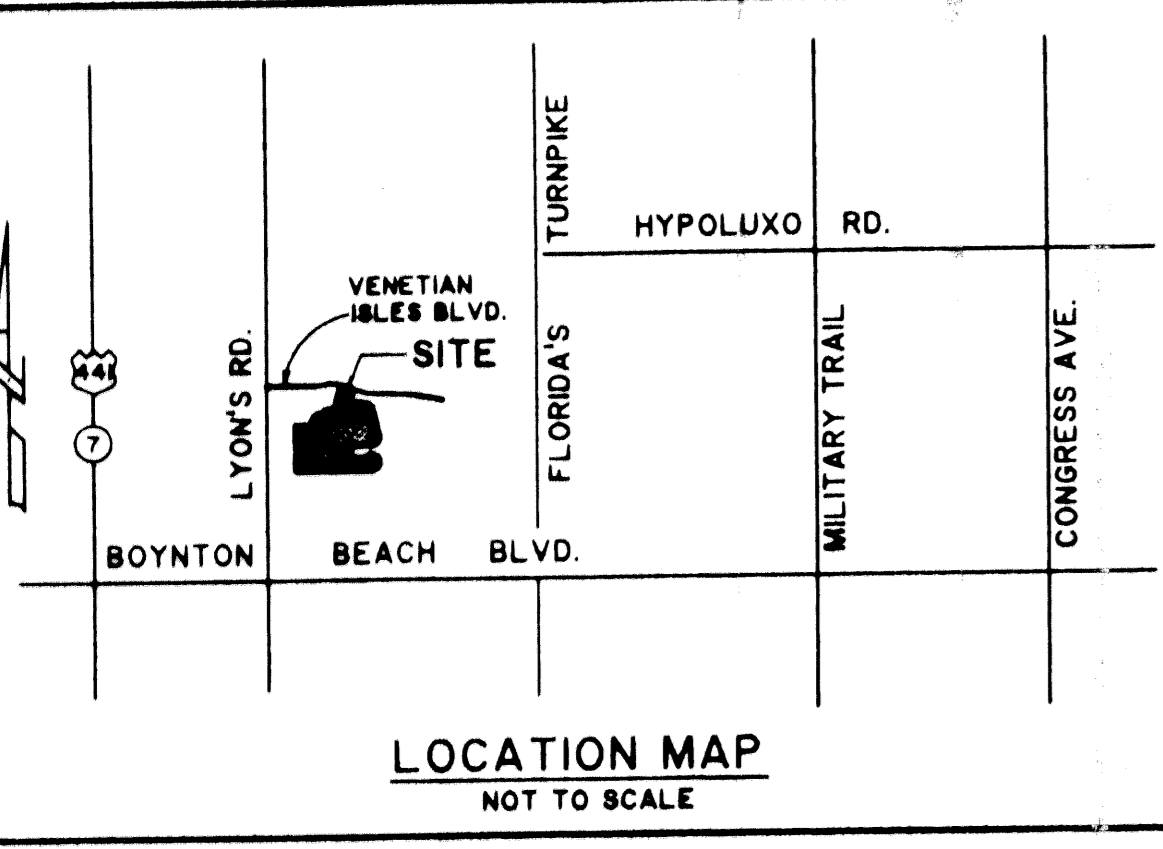 TURNPIKE
HYPOLUXO RD.
VENETIAN
ISLES BLVD.
SITE
441
7
LYON'S RD.
FLORIDA'S
MILITARY TRAIL
CONGRESS AVE.
BOYNTON BEACH BLVD.
LOCATION MAP
NOT TO SCALE